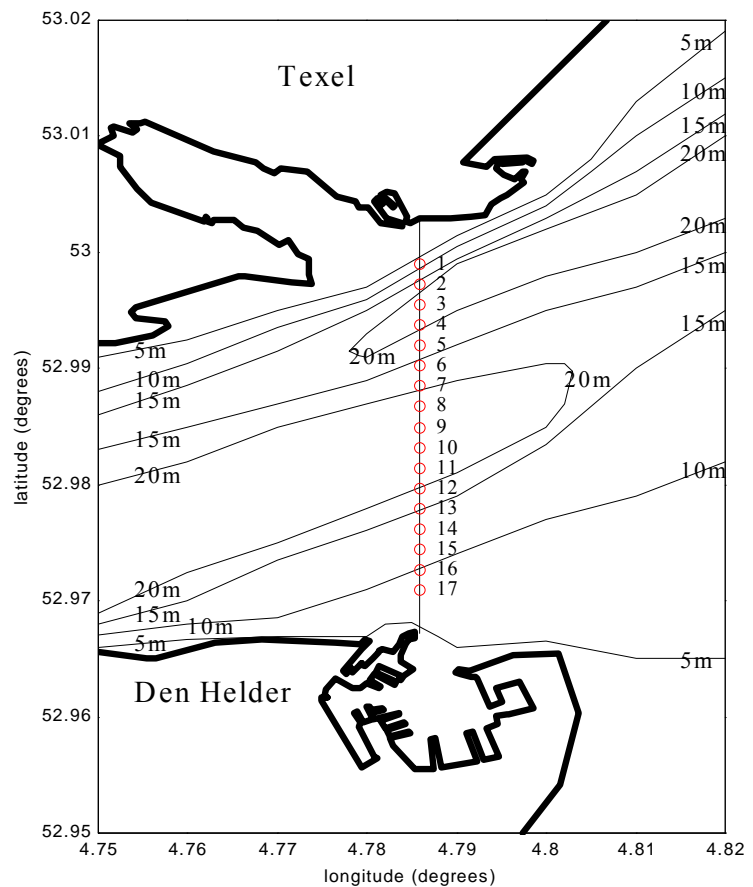 53.02
5m
Texel
10m
53.01
15m
20m
20m
53
1
15m
2
3
15m
4
5m
5
52.99
20m
6
10m
20m
7
15m
8
15m
9
10
20m
11
10m
52.98
12
13
14
15
20m
16
52.97
17
15m
10m
5m
5m
Den Helder
52.96
52.95
4.75
4.76
4.77
4.78
4.79
4.8
4.81
4.82
longitude (degrees)
latitude (degrees)